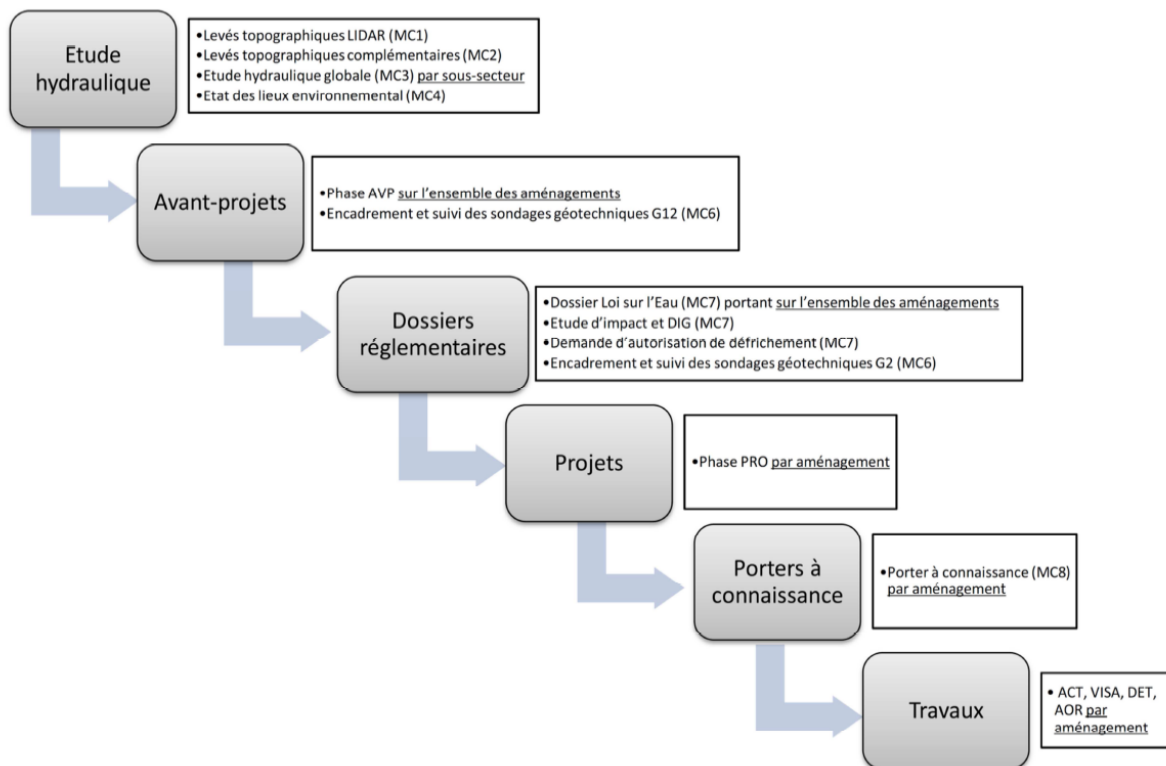 Etude
hydraulique
•Levés topographiques LIDAR (MC1)
•Levés topographiques complémentaires (MC2)
•Etude hydraulique globale (MC3) par sous-secteur
•Etat des lieux environnemental (MC4)
Avant-projets
•Phase AVP sur l'ensemble des aménagements
•Encadrement et suivi des sondages géotechniques G12 (MC6)
Dossiers
réglementaires
•Dossier Loi sur l'Eau (MC7) portant sur l'ensemble des aménagements
•Etude d'impact et DIG (MC7)
•Demande d'autorisation de défrichement (MC7)
•Encadrement et suivi des sondages géotechniques G2 (MC6)
Projets
•Phase PRO par aménagement
Porters à
connaissance
•Porter à connaissance (MC8)
par aménagement
Travaux
• ACT, VISA, DET,
AOR par
aménagement